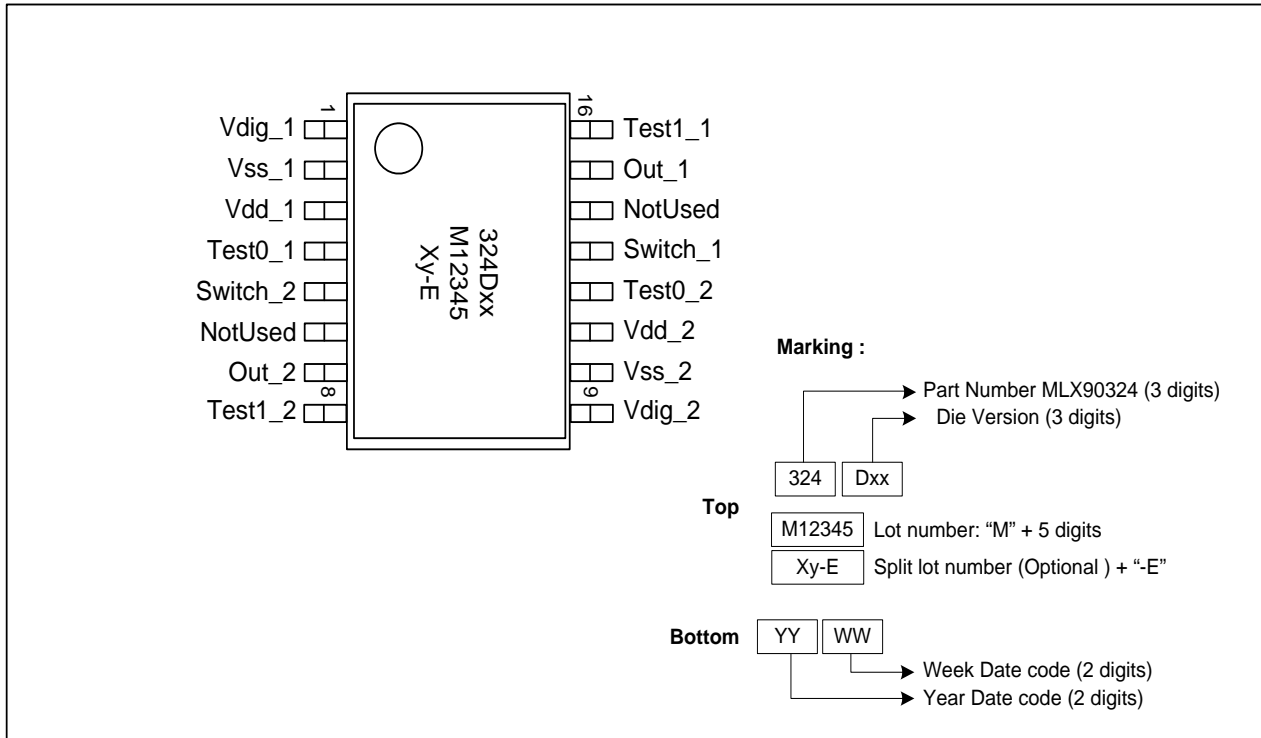 1
16
Vdig_1
Test1_1
Vss_1
Out_1
Vdd_1
NotUsed
Test0_1
Switch_1
Switch_2
Test0_2
NotUsed
Vdd_2
Out_2
Vss_2
8
9
Test1_2
Vdig_2
324Dxx
M12345
Xy-E
Marking :
Part Number MLX90324 (3 digits)
Die Version (3 digits)
324 Dxx
Top
M12345 Lot number: “M” + 5 digits
Xy-E Split lot number (Optional ) + “-E”
Bottom YY WW
Week Date code (2 digits)
Year Date code (2 digits)